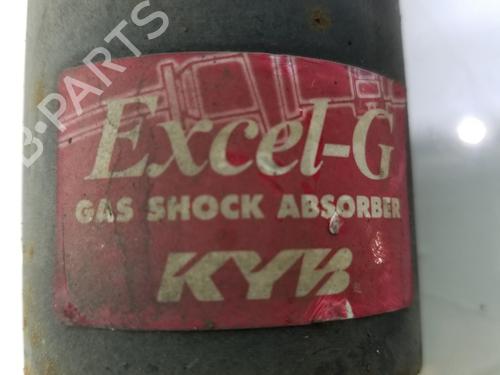 B-PARTS
Excel-G
GAS SHOCK ABSORBER
KYB